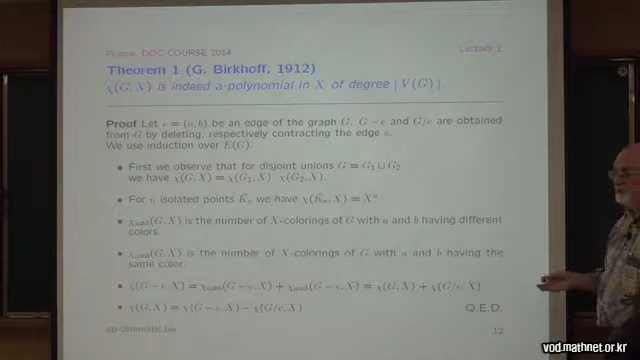 Prague, DOC-COURSE 2014
Lecture 1
Theorem 1 (G. Birkhoff, 1912)
χ(G, X) is indeed a polynomial in X of degree | V(G) |.
Proof Let e = (a, b) be an edge of the graph G. G − e and G/e are obtained
from G by deleting, respectively contracting the edge e.
We use induction over E(G).
• First we observe that for disjoint unions G = G₁ ⊔ G₂
we have χ(G, X) = χ(G₁, X) · χ(G₂, X).
• For n isolated points we have = Xⁿ
• is the number of X-colorings of G with a and b having different
colors.
• is the number of X-colorings of G with a and b having the
same color.
• χ(G − e, X) = = χ(G, X) + χ(G/e, X)
• χ(G, X) = χ(G − e, X) − χ(G/e, X)
Q.E.D.
12
vod.mathnet.or.kr